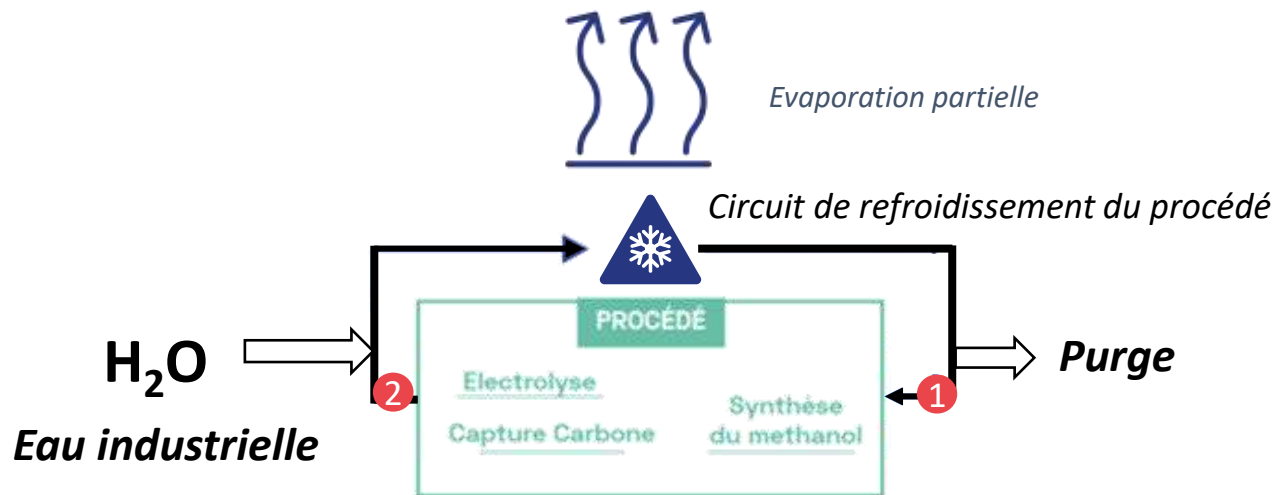 Evaporation partielle
Circuit de refroidissement du procédé
PROCÉDÉ
H₂O
Purge
2
1
Electrolyse
Synthèse
du methanol
Capture Carbone
Eau industrielle